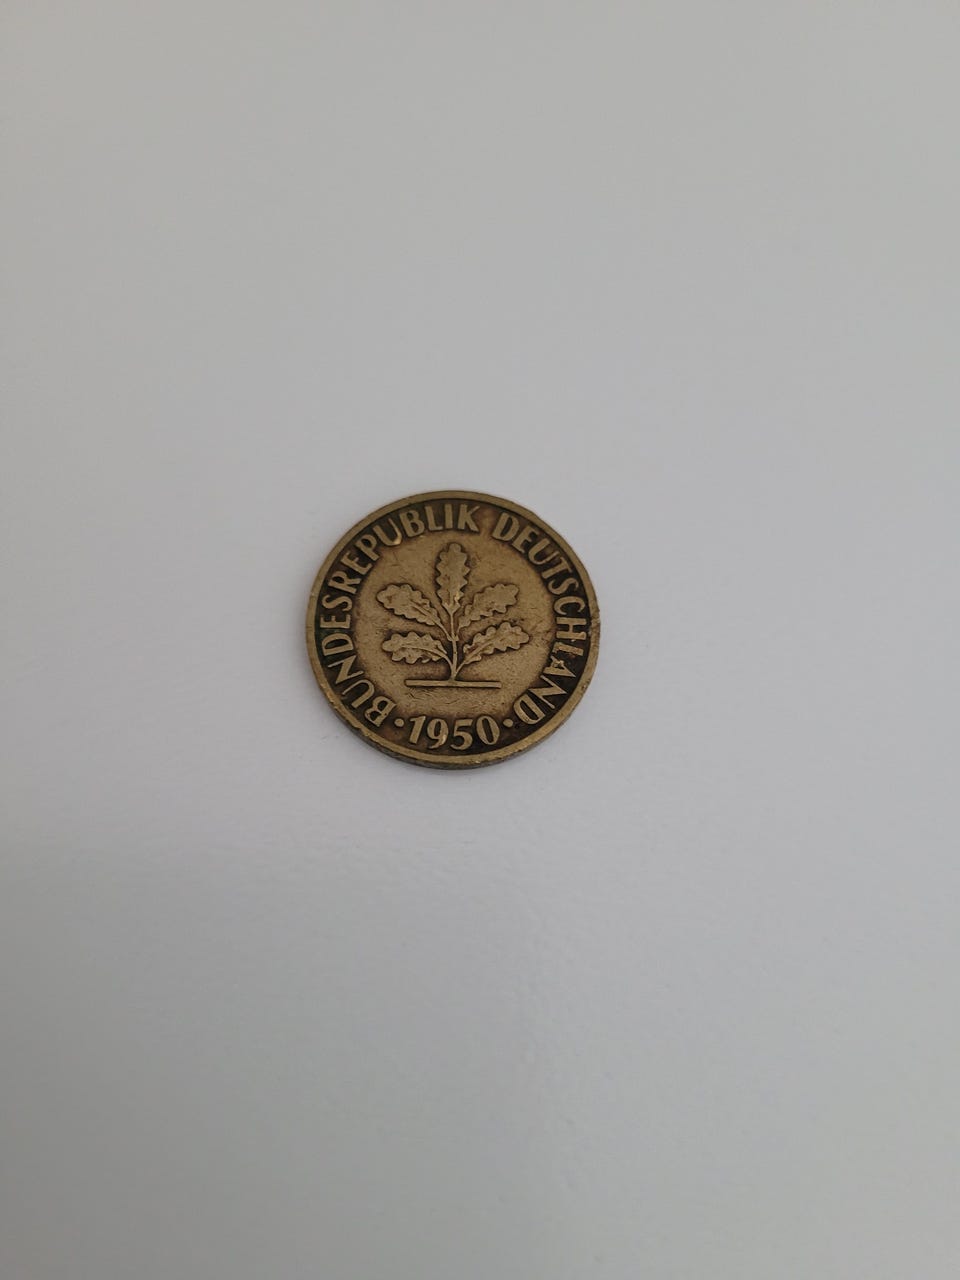 BUNDESREPUBLIK DEUTSCHLAND
·1950·